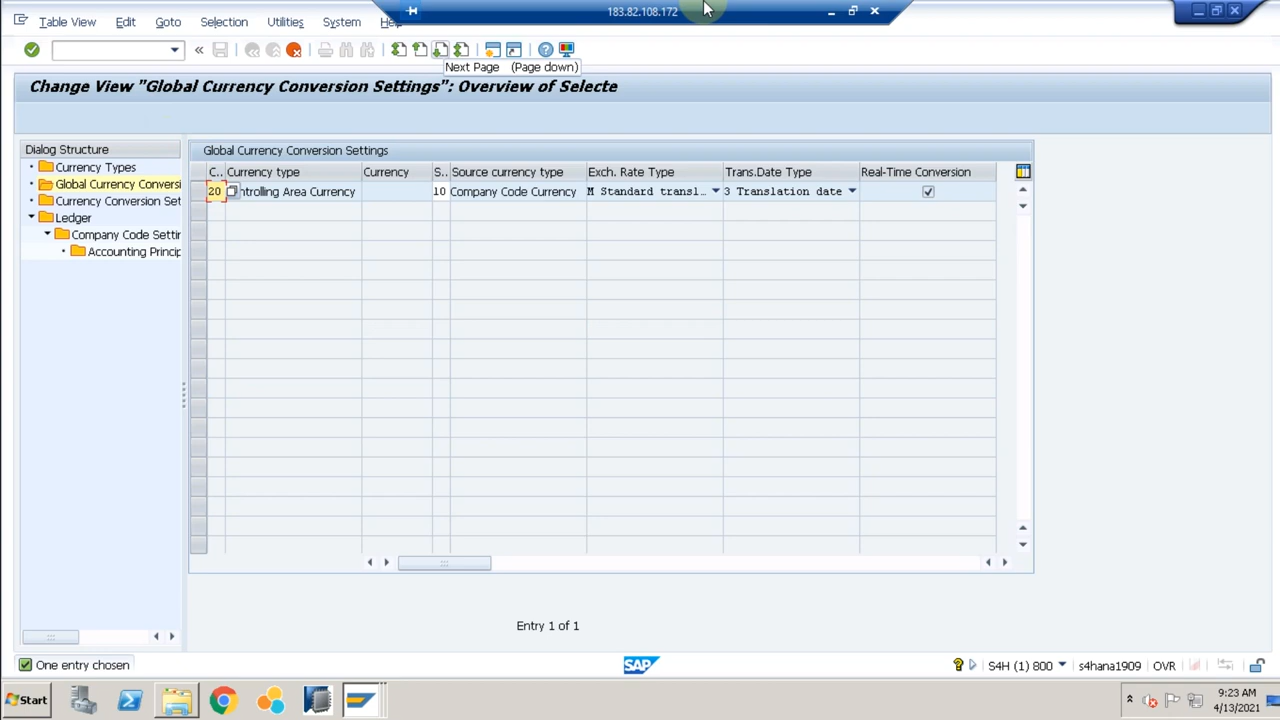 183.82.108.172
Table View Edit Goto Selection Utilities System Help
Next Page (Page down)
Change View "Global Currency Conversion Settings": Overview of Selecte
Dialog Structure
Currency Types
Global Currency Conversi
Currency Conversion Set
Ledger
Company Code Settin
Accounting Princip
Global Currency Conversion Settings
C.. Currency type Currency S.. Source currency type Exch. Rate Type Trans.Date Type Real-Time Conversion
20 ntrolling Area Currency 10 Company Code Currency M Standard transl… 3 Translation date
Entry 1 of 1
One entry chosen
SAP
S4H (1) 800 s4hana1909 OVR
Start
9:23 AM
4/13/2021